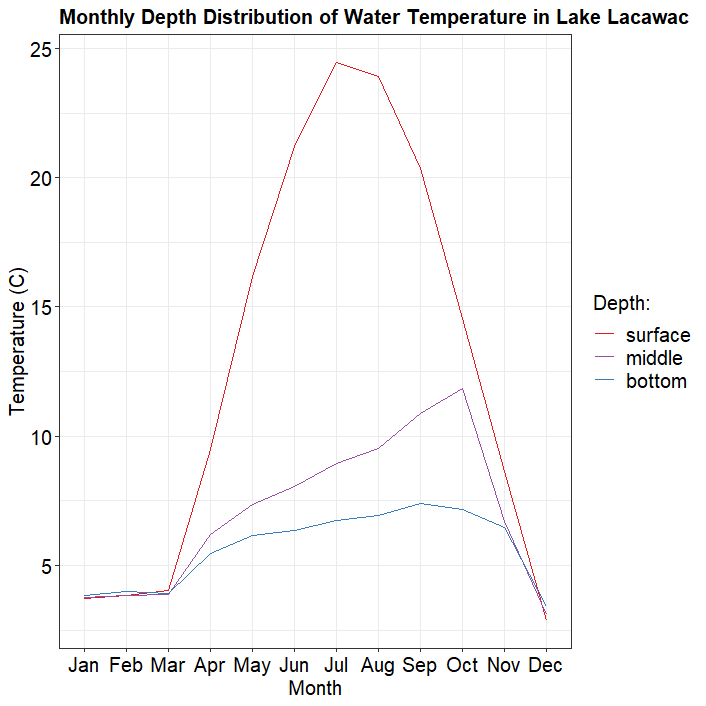 Monthly Depth Distribution of Water Temperature in Lake Lacawac
25
20
15
10
5
Temperature (C)
Jan Feb Mar Apr May Jun Jul Aug Sep Oct Nov Dec
Month
Depth:
surface
middle
bottom